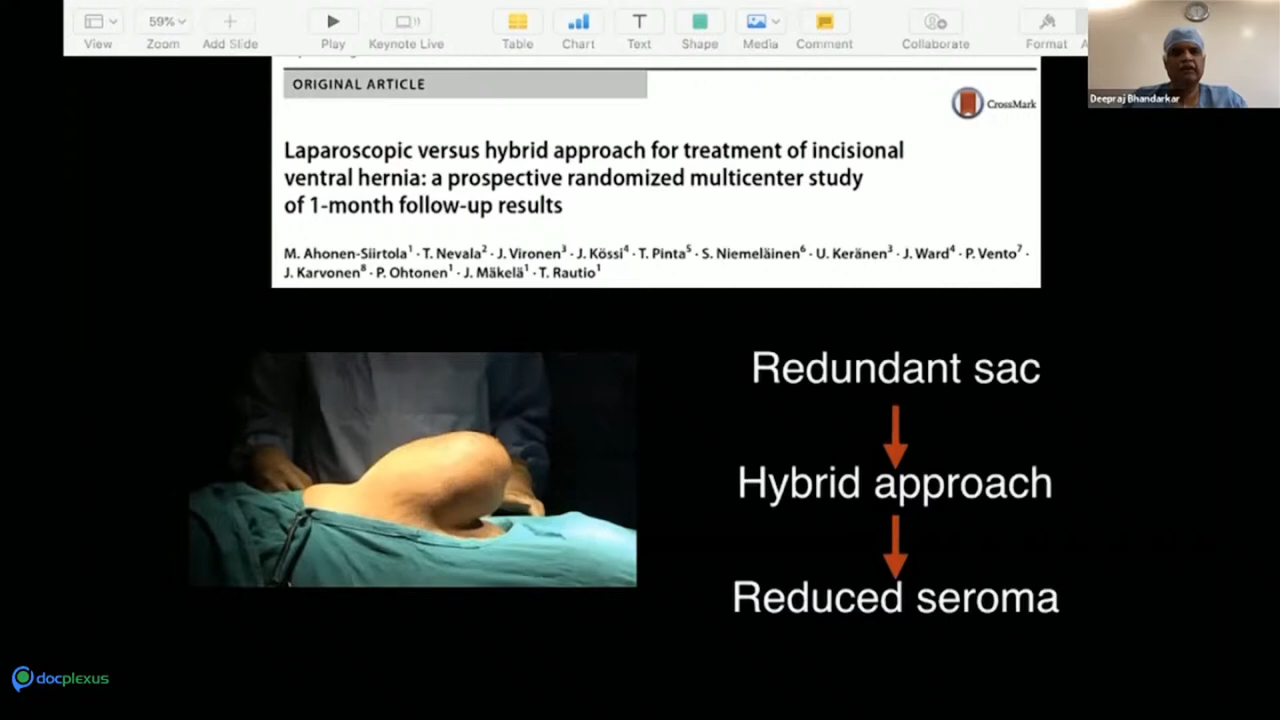 View
59%
Zoom
Add Slide
Play
Keynote Live
Table
Chart
Text
Shape
Media
Comment
Collaborate
Format
Deepraj Bhandarkar
ORIGINAL ARTICLE
CrossMark
Laparoscopic versus hybrid approach for treatment of incisional
ventral hernia: a prospective randomized multicenter study
of 1-month follow-up results
M. Ahonen-Siirtola¹ · T. Nevala² · J. Vironen³ · J. Kössi⁴ · T. Pinta⁵ · S. Niemeläinen⁶ · U. Keränen³ · J. Ward⁴ · P. Vento⁷ ·
J. Karvonen⁸ · P. Ohtonen¹ · J. Mäkelä¹ · T. Rautio¹
Redundant sac
Hybrid approach
Reduced seroma
docplexus